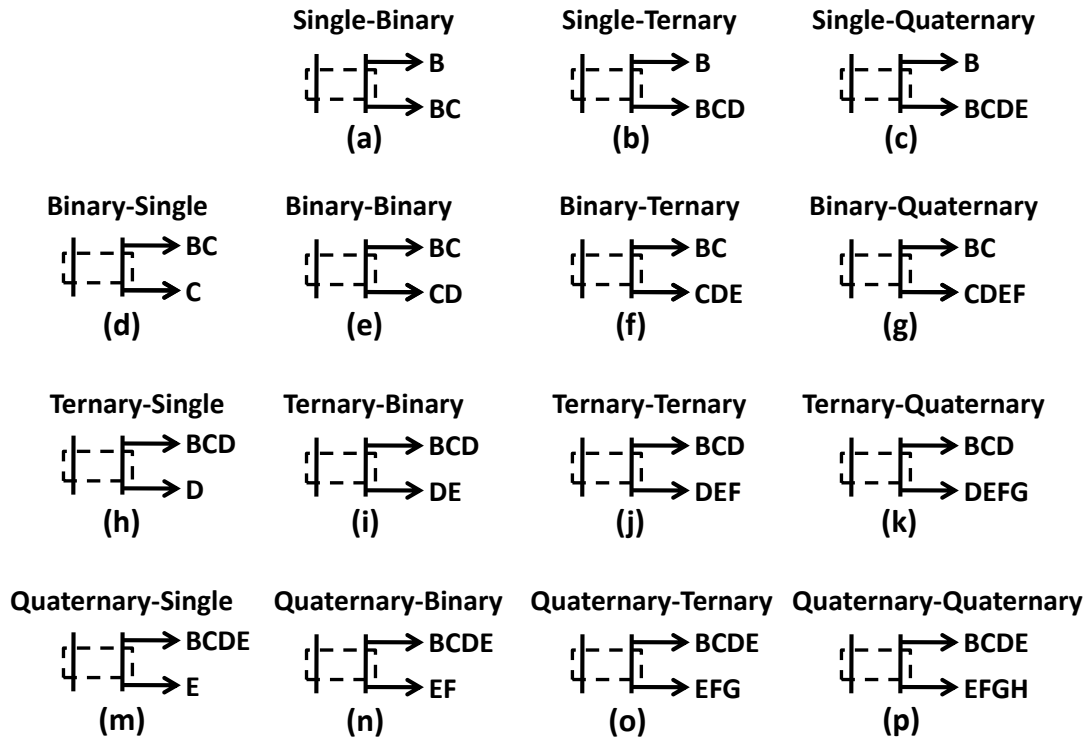 Single-Binary Single-Ternary Single-Quaternary
B B B
BC BCD BCDE
(a) (b) (c)
Binary-Single Binary-Binary Binary-Ternary Binary-Quaternary
BC BC BC BC
C CD CDE CDEF
(d) (e) (f) (g)
Ternary-Single Ternary-Binary Ternary-Ternary Ternary-Quaternary
BCD BCD BCD BCD
D DE DEF DEFG
(h) (i) (j) (k)
Quaternary-Single Quaternary-Binary Quaternary-Ternary Quaternary-Quaternary
BCDE BCDE BCDE BCDE
E EF EFG EFGH
(m) (n) (o) (p)